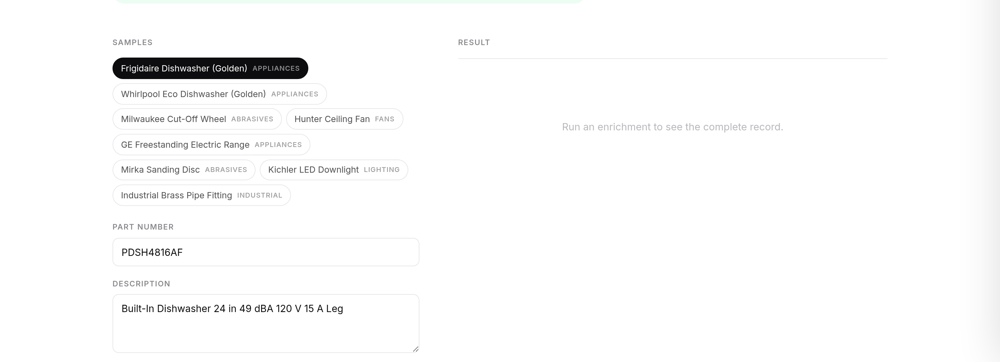 SAMPLES
Frigidaire Dishwasher (Golden) APPLIANCES
Whirlpool Eco Dishwasher (Golden) APPLIANCES
Milwaukee Cut-Off Wheel ABRASIVES
Hunter Ceiling Fan FANS
GE Freestanding Electric Range APPLIANCES
Mirka Sanding Disc ABRASIVES
Kichler LED Downlight LIGHTING
Industrial Brass Pipe Fitting INDUSTRIAL
PART NUMBER
PDSH4816AF
DESCRIPTION
Built-In Dishwasher 24 in 49 dBA 120 V 15 A Leg
RESULT
Run an enrichment to see the complete record.